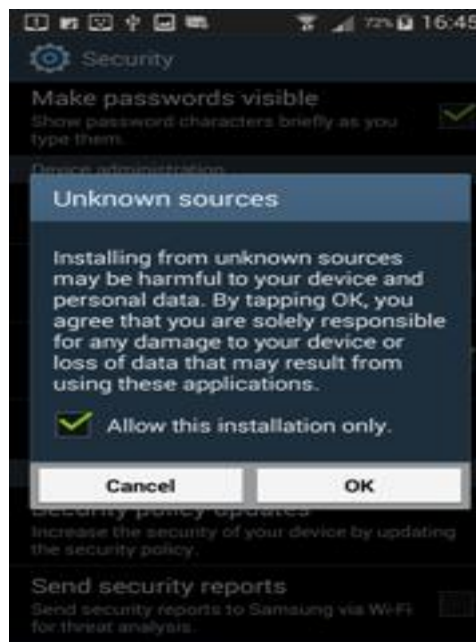 72% 16:45
Security
Make passwords visible
Show password characters briefly as you
type them.
Device administration
Unknown sources
Installing from unknown sources
may be harmful to your device and
personal data. By tapping OK, you
agree that you are solely responsible
for any damage to your device or
loss of data that may result from
using these applications.
Allow this installation only.
Cancel OK
Security policy updates
Increase the security of your device by updating
the security policy.
Send security reports
Send security reports to Samsung via Wi-Fi
for threat analysis.